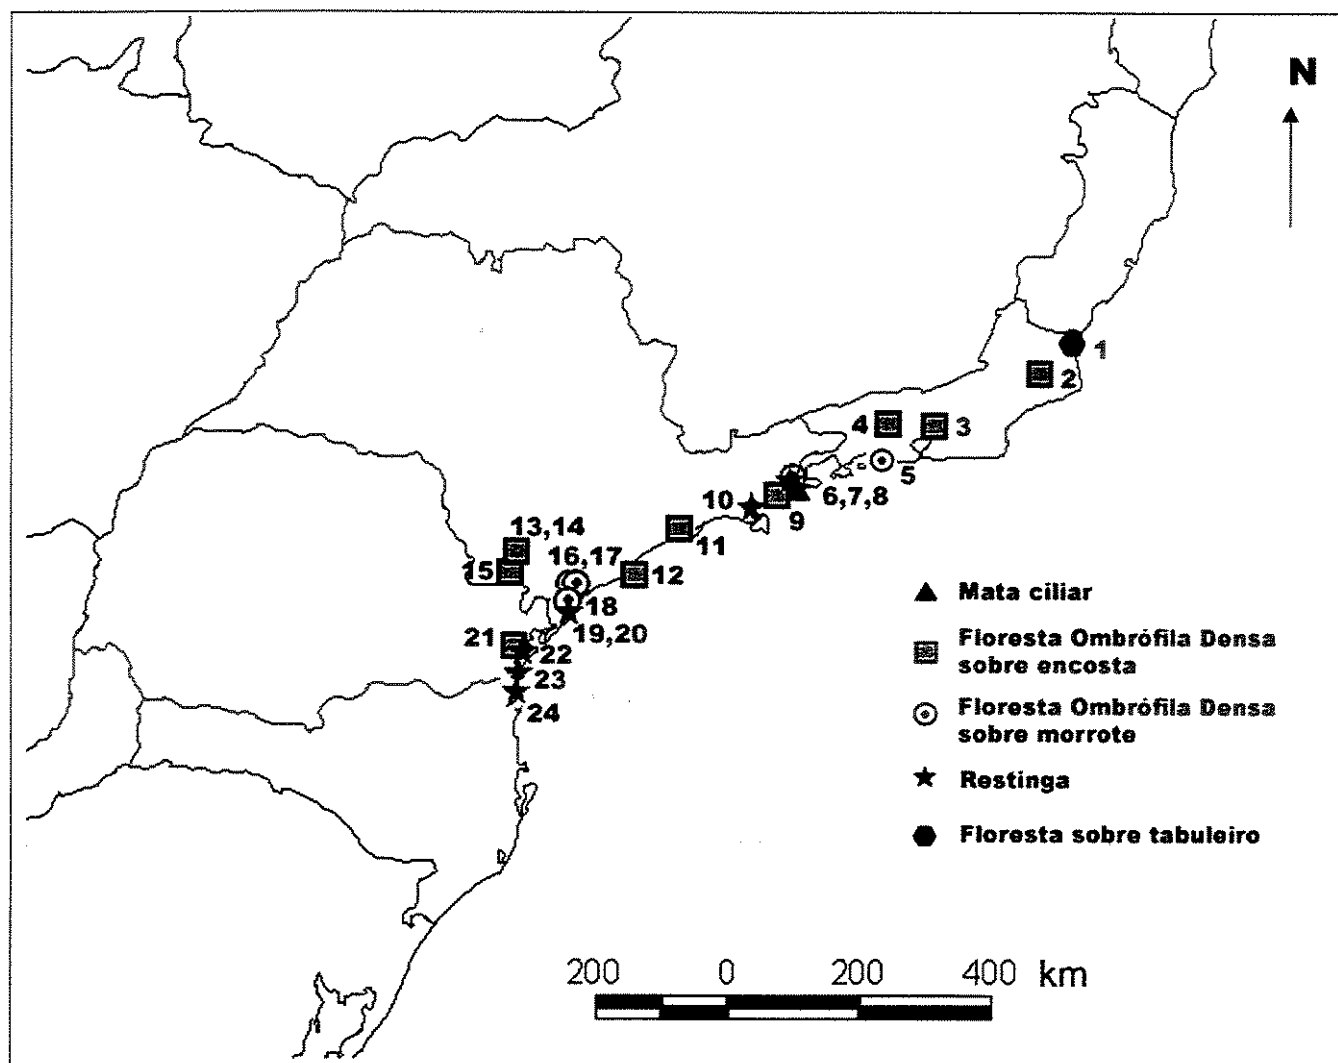 N
1
2
4
3
5
10
6,7,8
9
11
13,14
16,17
15
12
18
21
19,20
22
23
24
Mata ciliar
Floresta Ombrófila Densa
sobre encosta
Floresta Ombrófila Densa
sobre morrote
Restinga
Floresta sobre tabuleiro
200 0 200 400 km